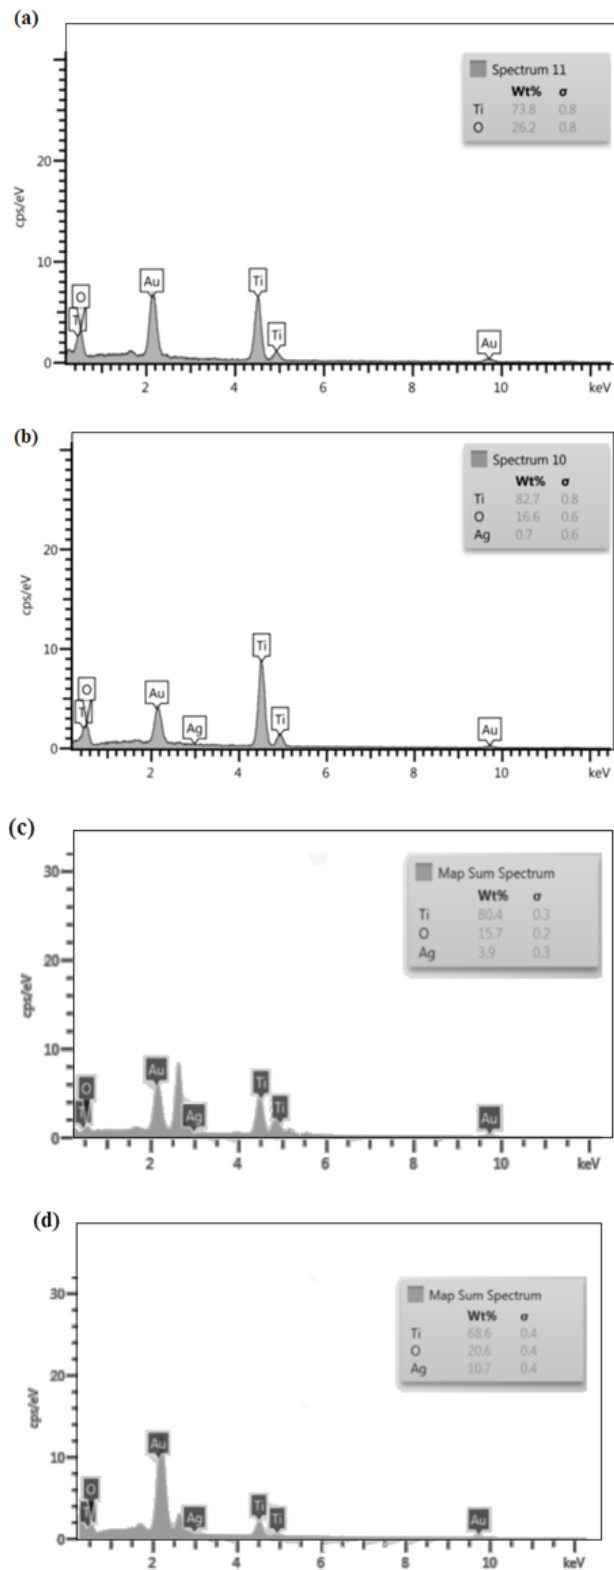 (a)
Spectrum 11
Wt% σ
Ti 73.8 0.8
O 26.2 0.8
cps/eV
20
10
0
O
T
Au
Ti
Ti
Au
2 4 6 8 10 keV
(b)
Spectrum 10
Wt% σ
Ti 82.7 0.8
O 16.6 0.6
Ag 0.7 0.6
cps/eV
20
10
0
O
T
Au
Ag
Ti
Ti
Au
2 4 6 8 10 keV
(c)
Map Sum Spectrum
Wt% σ
Ti 80.4 0.3
O 15.7 0.2
Ag 3.9 0.3
cps/eV
30
20
10
0
O
T
Au
Ag
Ti
Ti
Au
2 4 6 8 10 keV
(d)
Map Sum Spectrum
Wt% σ
Ti 68.6 0.4
O 20.6 0.4
Ag 10.7 0.4
cps/eV
30
20
10
0
O
T
Au
Ag
Ti
Ti
Au
2 4 6 8 10 keV